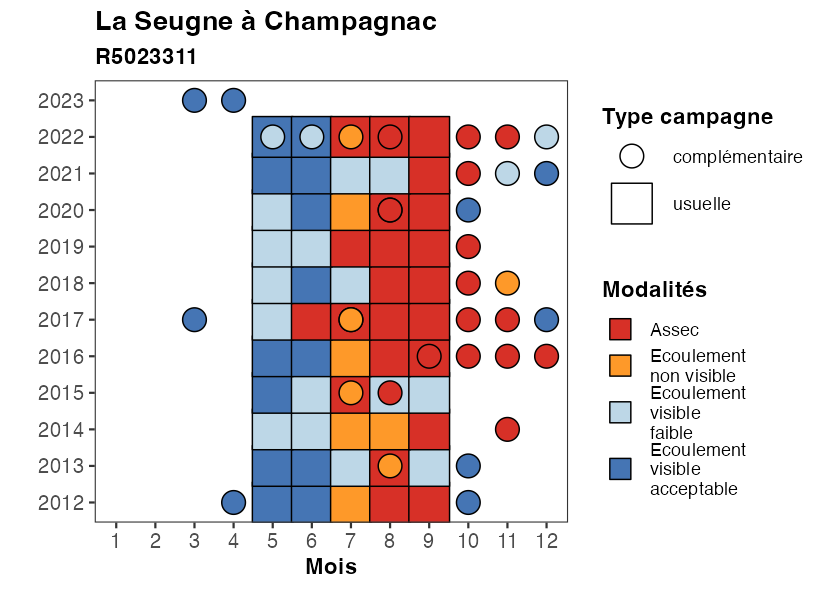 La Seugne à Champagnac
R5023311
2023
2022
2021
2020
2019
2018
2017
2016
2015
2014
2013
2012
1 2 3 4 5 6 7 8 9 10 11 12
Mois
Type campagne
complémentaire
usuelle
Modalités
Assec
Ecoulement
non visible
Ecoulement
visible
faible
Ecoulement
visible
acceptable